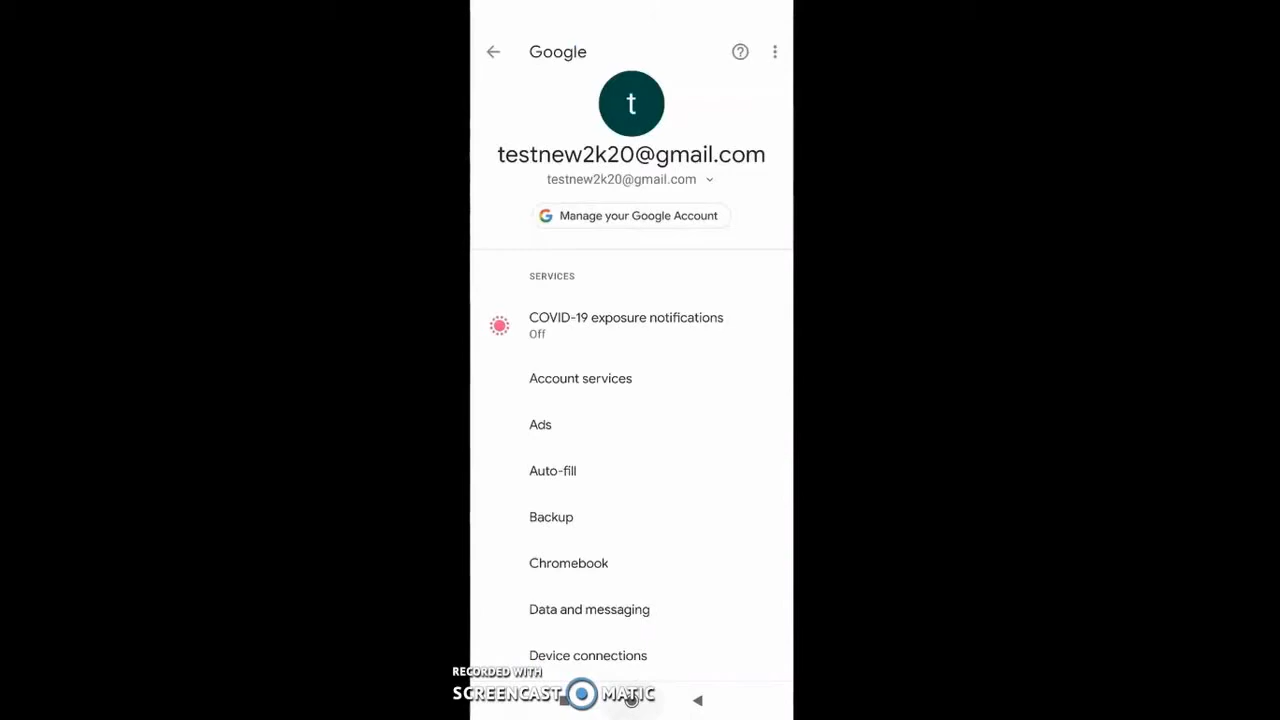 Google
t
testnew2k20@gmail.com
testnew2k20@gmail.com
G Manage your Google Account
SERVICES
COVID-19 exposure notifications
Off
Account services
Ads
Auto-fill
Backup
Chromebook
Data and messaging
Device connections
RECORDED WITH
SCREENCAST MATIC